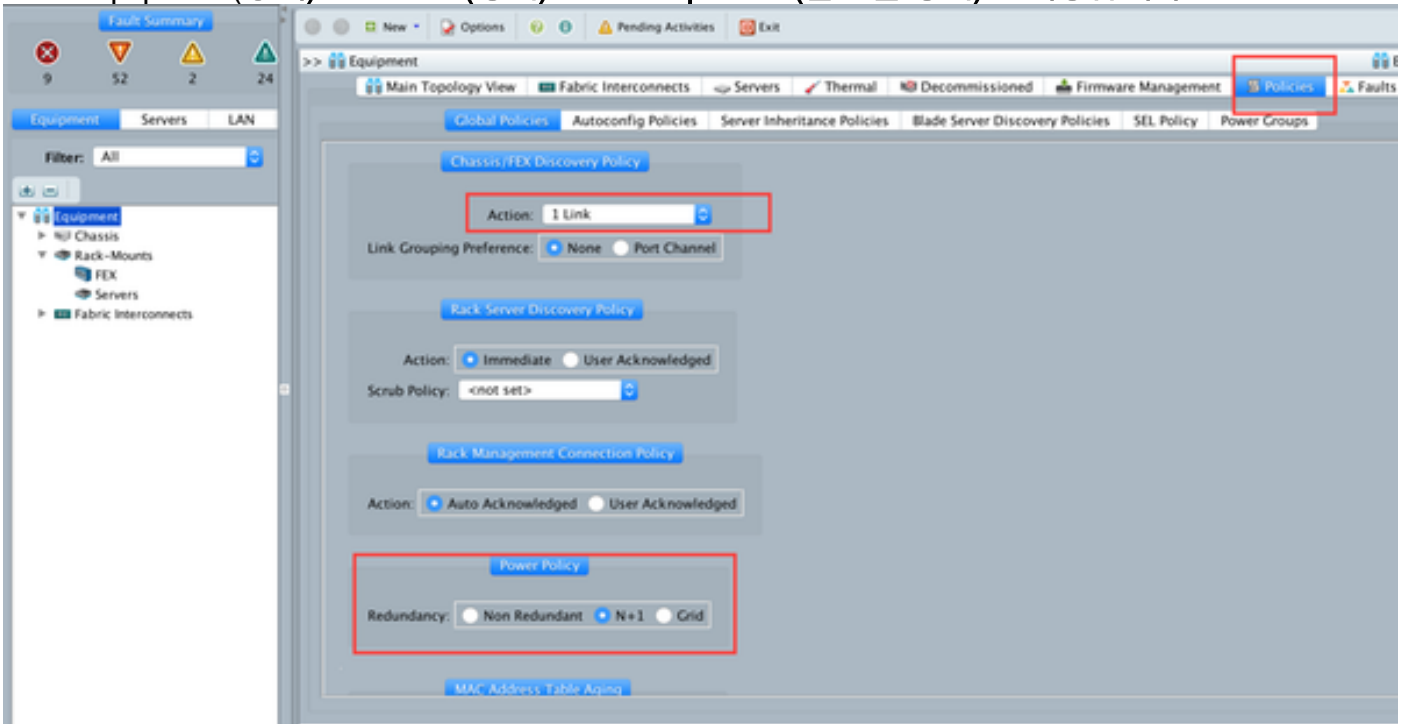 Fault Summary
9 52 2 24
New Options Pending Activities Exit
>> Equipment
Main Topology View Fabric Interconnects Servers Thermal Decommissioned Firmware Management Policies Faults
Equipment Servers LAN
Global Policies Autoconfig Policies Server Inheritance Policies Blade Server Discovery Policies SEL Policy Power Groups
Filter: All
Chassis/FEX Discovery Policy
Action: 1 Link
Link Grouping Preference: None Port Channel
Equipment
Chassis
Rack-Mounts
FEX
Servers
Fabric Interconnects
Rack Server Discovery Policy
Action: Immediate User Acknowledged
Scrub Policy: <not set>
Rack Management Connection Policy
Action: Auto Acknowledged User Acknowledged
Power Policy
Redundancy: Non Redundant N+1 Grid
MAC Address Table Aging